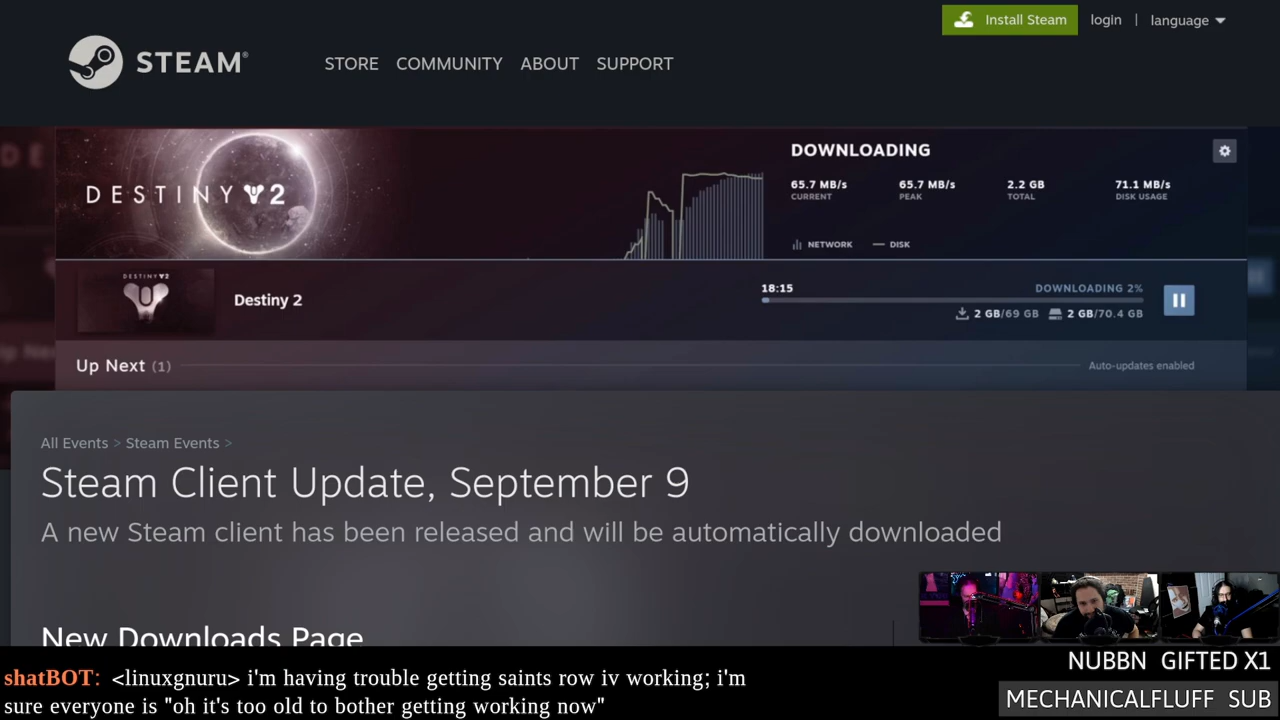 Install Steam login | language
STEAM®
STORE COMMUNITY ABOUT SUPPORT
DESTINY 2
DOWNLOADING
65.7 MB/s 65.7 MB/s 2.2 GB 71.1 MB/s
CURRENT PEAK TOTAL DISK USAGE
NETWORK DISK
DESTINY 2
Destiny 2
18:15 DOWNLOADING 2%
2 GB/69 GB 2 GB/70.4 GB
Up Next (1) Auto-updates enabled
All Events > Steam Events >
Steam Client Update, September 9
A new Steam client has been released and will be automatically downloaded
New Downloads Page
NUBBN GIFTED X1
MECHANICALFLUFF SUB
shatBOT: <linuxgnuru> i'm having trouble getting saints row iv working; i'm
sure everyone is "oh it's too old to bother getting working now"